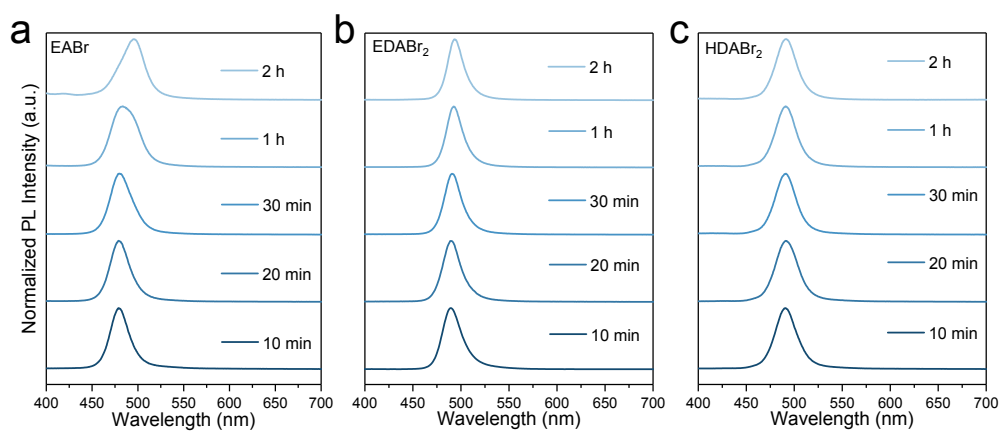 a
EABr
2 h
1 h
30 min
20 min
10 min
Normalized PL Intensity (a.u.)
400 450 500 550 600 650 700
Wavelength (nm)
b
EDABr₂
2 h
1 h
30 min
20 min
10 min
400 450 500 550 600 650 700
Wavelength (nm)
c
HDABr₂
2 h
1 h
30 min
20 min
10 min
400 450 500 550 600 650 700
Wavelength (nm)